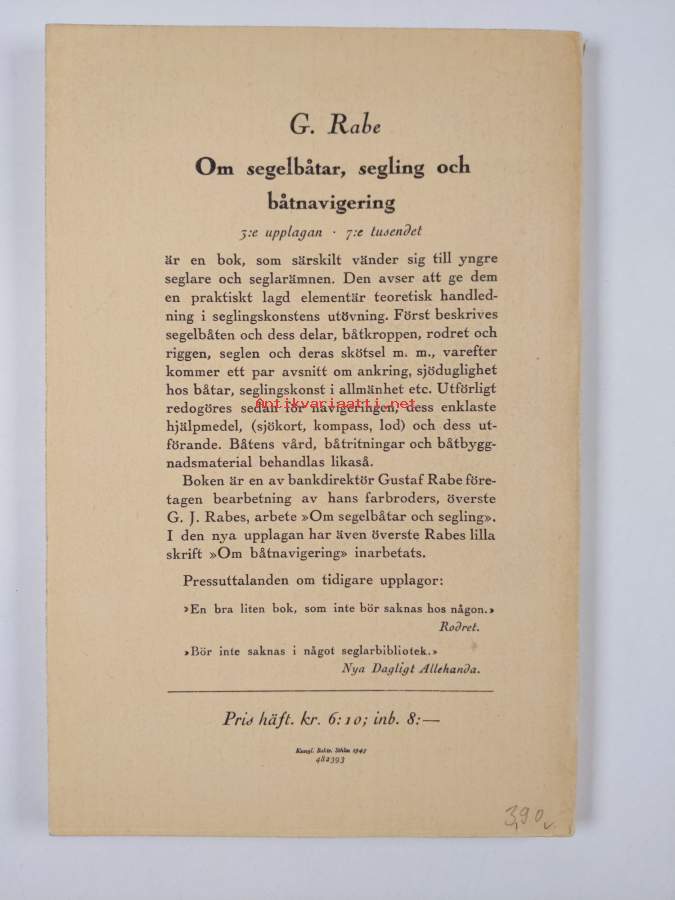 G. Rabe
Om segelbåtar, segling och
båtnavigering
3:e upplagan · 7:e tusendet
är en bok, som särskilt vänder sig till yngre
seglare och seglarämnen. Den avser att ge dem
en praktiskt lagd elementär teoretisk handled-
ning i seglingskonstens utövning. Först beskrives
segelbåten och dess delar, båtkroppen, rodret och
riggen, seglen och deras skötsel m. m., varefter
kommer ett par avsnitt om ankring, sjöduglighet
hos båtar, seglingskonst i allmänhet etc. Utförligt
Antikvariaatti.net
redogöres sedan för navigeringen, dess enklaste
hjälpmedel, (sjökort, kompass, lod) och dess ut-
förande. Båtens vård, båtritningar och båtbygg-
nadsmaterial behandlas likaså.
Boken är en av bankdirektör Gustaf Rabe före-
tagen bearbetning av hans farbroders, överste
G. J. Rabes, arbete »Om segelbåtar och segling».
I den nya upplagan har även överste Rabes lilla
skrift »Om båtnavigering» inarbetats.
Pressuttalanden om tidigare upplagor:
»En bra liten bok, som inte bör saknas hos någon.»
Rodret.
»Bör inte saknas i något seglarbibliotek.»
Nya Dagligt Allehanda.
Pris häft. kr. 6:10; inb. 8:—
Kungl. Boktr. Sthlm
482393
3,90